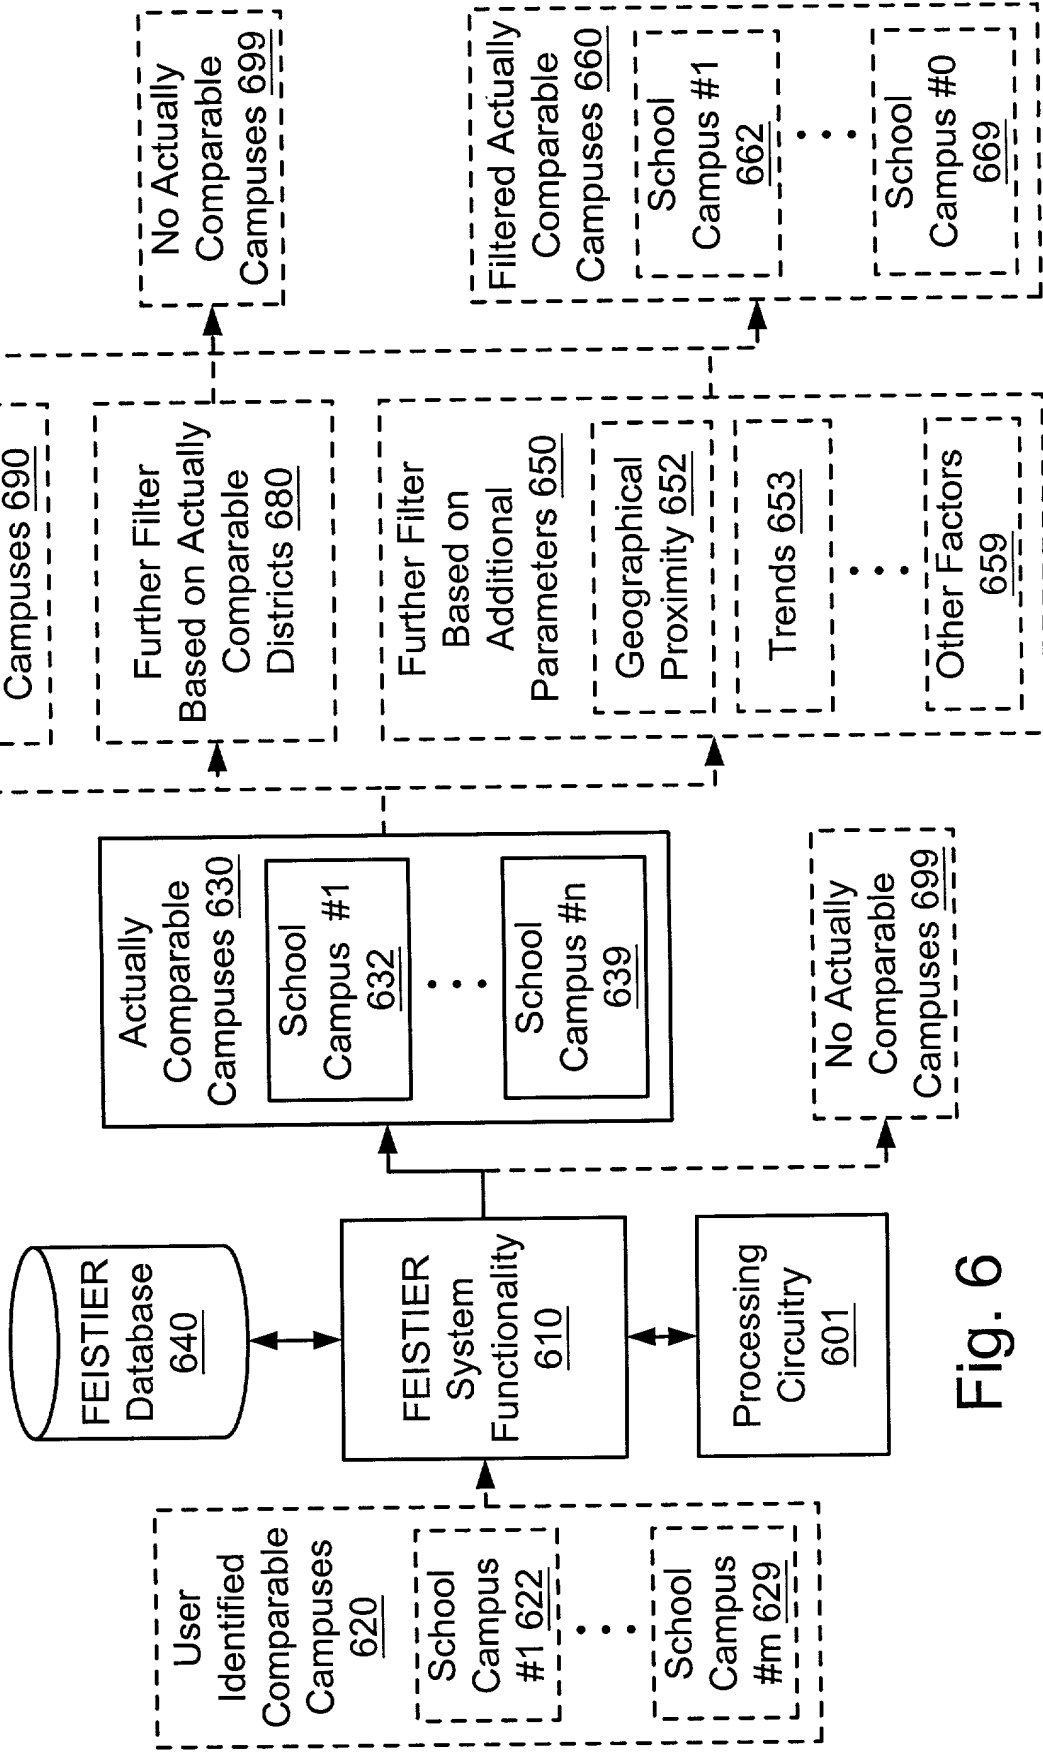 User
Identified
Comparable
Campuses
620
School
Campus
#1 622
School
Campus
#m 629
FEISTIER
Database
640
FEISTIER
System
Functionality
610
Processing
Circuitry
601
Actually
Comparable
Campuses 630
School
Campus #1
632
School
Campus #n
639
No Actually
Comparable
Campuses 699
Campuses 690
Further Filter
Based on Actually
Comparable
Districts 680
Further Filter
Based on
Additional
Parameters 650
Geographical
Proximity 652
Trends 653
Other Factors
659
No Actually
Comparable
Campuses 699
Filtered Actually
Comparable
Campuses 660
School
Campus #1
662
School
Campus #0
669
Fig. 6